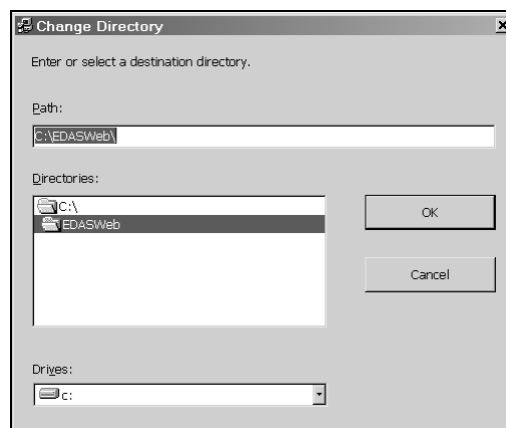 Change Directory
Enter or select a destination directory.
Path:
C:\EDASWeb\
Directories:
C:\
EDASWeb
OK
Cancel
Drives:
c: